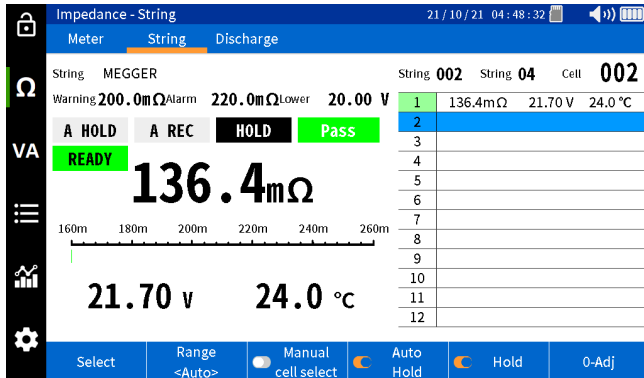 Impedance - String
21/10/21 04:48:32
Meter String Discharge
String MEGGER
String 002 String 04 Cell 002
Warning 200.0mΩ Alarm 220.0mΩ Lower 20.00 V
A HOLD A REC HOLD Pass
READY
136.4mΩ
160m 180m 200m 220m 240m 260m
21.70 V 24.0 °C
1 136.4mΩ 21.70 V 24.0 °C
2
3
4
5
6
7
8
9
10
11
12
Ω
VA
Select
Range
<Auto>
Manual
cell select
Auto
Hold
Hold
0-Adj